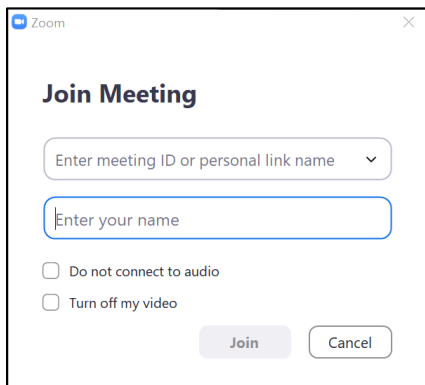 Zoom
Join Meeting
Enter meeting ID or personal link name
Enter your name
Do not connect to audio
Turn off my video
Join Cancel